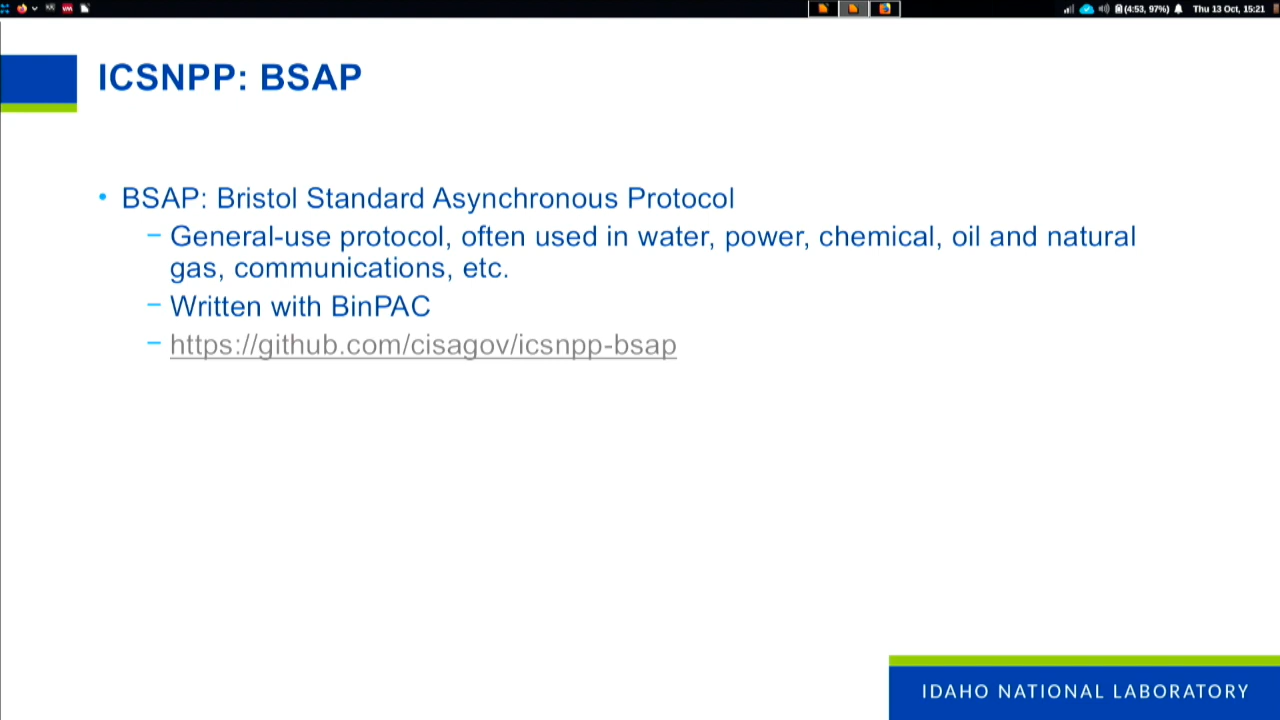 (4:53, 97%) Thu 13 Oct, 15:21
ICSNPP: BSAP
• BSAP: Bristol Standard Asynchronous Protocol
– General-use protocol, often used in water, power, chemical, oil and natural
gas, communications, etc.
– Written with BinPAC
– https://github.com/cisagov/icsnpp-bsap
IDAHO NATIONAL LABORATORY